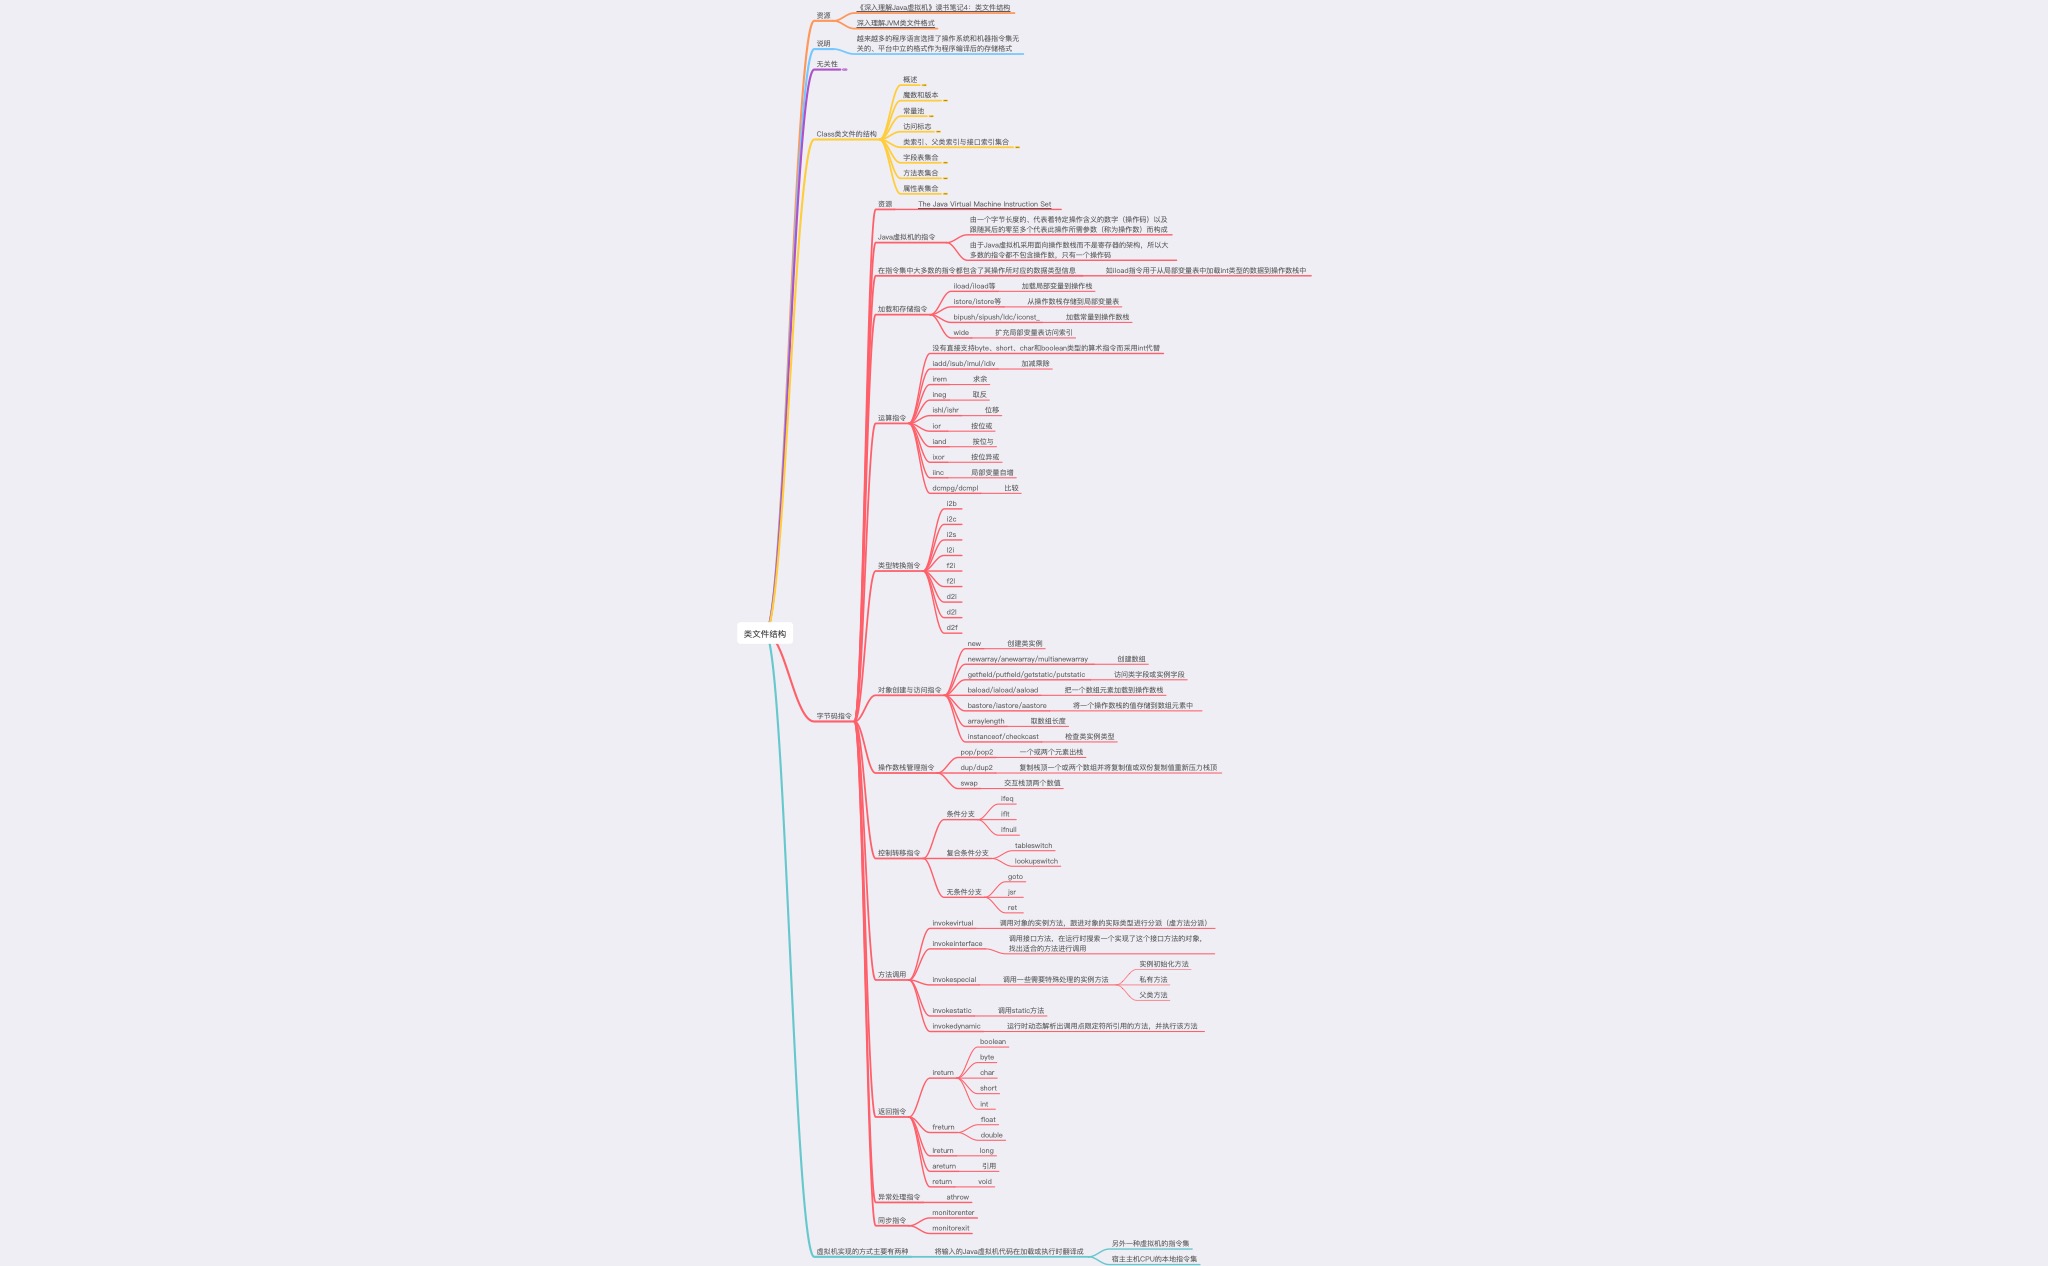 资源
《深入理解Java虚拟机》读书笔记4：类文件结构
深入理解JVM类文件格式
说明
越来越多的程序语言选择了操作系统和机器指令集无
关的、平台中立的格式作为程序编译后的存储格式
无关性
Class类文件的结构
概述
魔数和版本
常量池
访问标志
类索引、父类索引与接口索引集合
字段表集合
方法表集合
属性表集合
类文件结构
字节码指令
资源
The Java Virtual Machine Instruction Set
Java虚拟机的指令
由一个字节长度的、代表着特定操作含义的数字（操作码）以及
跟随其后的零至多个代表此操作所需参数（称为操作数）而构成
由于Java虚拟机采用面向操作数栈而不是寄存器的架构，所以大
多数的指令都不包含操作数，只有一个操作码
在指令集中大多数的指令都包含了其操作所对应的数据类型信息
如iload指令用于从局部变量表中加载int类型的数据到操作数栈中
加载和存储指令
iload/lload等
加载局部变量到操作栈
istore/lstore等
从操作数栈存储到局部变量表
bipush/sipush/ldc/iconst_
加载常量到操作数栈
wide
扩充局部变量表访问索引
运算指令
没有直接支持byte、short、char和boolean类型的算术指令而采用int代替
iadd/isub/imul/idiv
加减乘除
irem
求余
ineg
取反
ishl/ishr
位移
ior
按位或
iand
按位与
ixor
按位异或
iinc
局部变量自增
dcmpg/dcmpl
比较
类型转换指令
i2b
i2c
i2s
l2i
f2i
f2l
d2i
d2l
d2f
对象创建与访问指令
new
创建类实例
newarray/anewarray/multianewarray
创建数组
getfield/putfield/getstatic/putstatic
访问类字段或实例字段
baload/iaload/aaload
把一个数组元素加载到操作数栈
bastore/iastore/aastore
将一个操作数栈的值存储到数组元素中
arraylength
取数组长度
instanceof/checkcast
检查类实例类型
操作数栈管理指令
pop/pop2
一个或两个元素出栈
dup/dup2
复制栈顶一个或两个数组并将复制值或双份复制值重新压力栈顶
swap
交互栈顶两个数值
控制转移指令
条件分支
ifeq
iflt
ifnull
复合条件分支
tableswitch
lookupswitch
无条件分支
goto
jsr
ret
方法调用
invokevirtual
调用对象的实例方法，跟进对象的实际类型进行分派（虚方法分派）
invokeinterface
调用接口方法，在运行时搜索一个实现了这个接口方法的对象，
找出适合的方法进行调用
invokespecial
调用一些需要特殊处理的实例方法
实例初始化方法
私有方法
父类方法
invokestatic
调用static方法
invokedynamic
运行时动态解析出调用点限定符所引用的方法，并执行该方法
返回指令
ireturn
boolean
byte
char
short
int
freturn
float
double
lreturn
long
areturn
引用
return
void
异常处理指令
athrow
同步指令
monitorenter
monitorexit
虚拟机实现的方式主要有两种
将输入的Java虚拟机代码在加载或执行时翻译成
另外一种虚拟机的指令集
宿主主机CPU的本地指令集